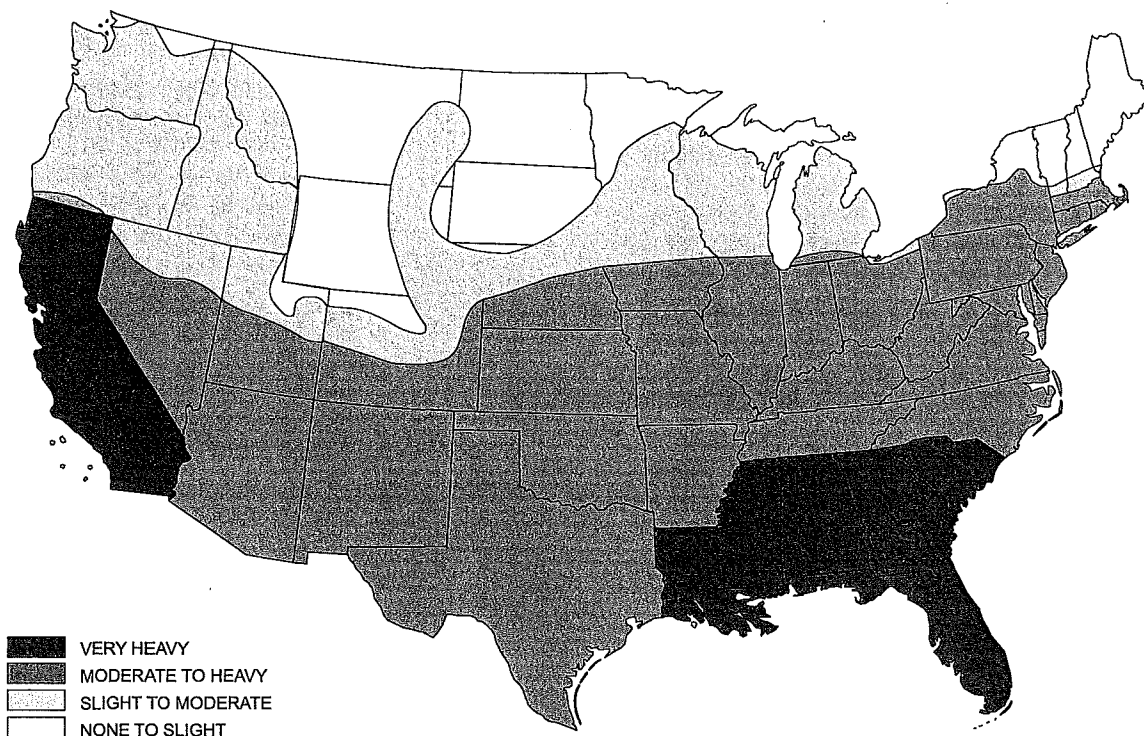 VERY HEAVY
MODERATE TO HEAVY
SLIGHT TO MODERATE
NONE TO SLIGHT